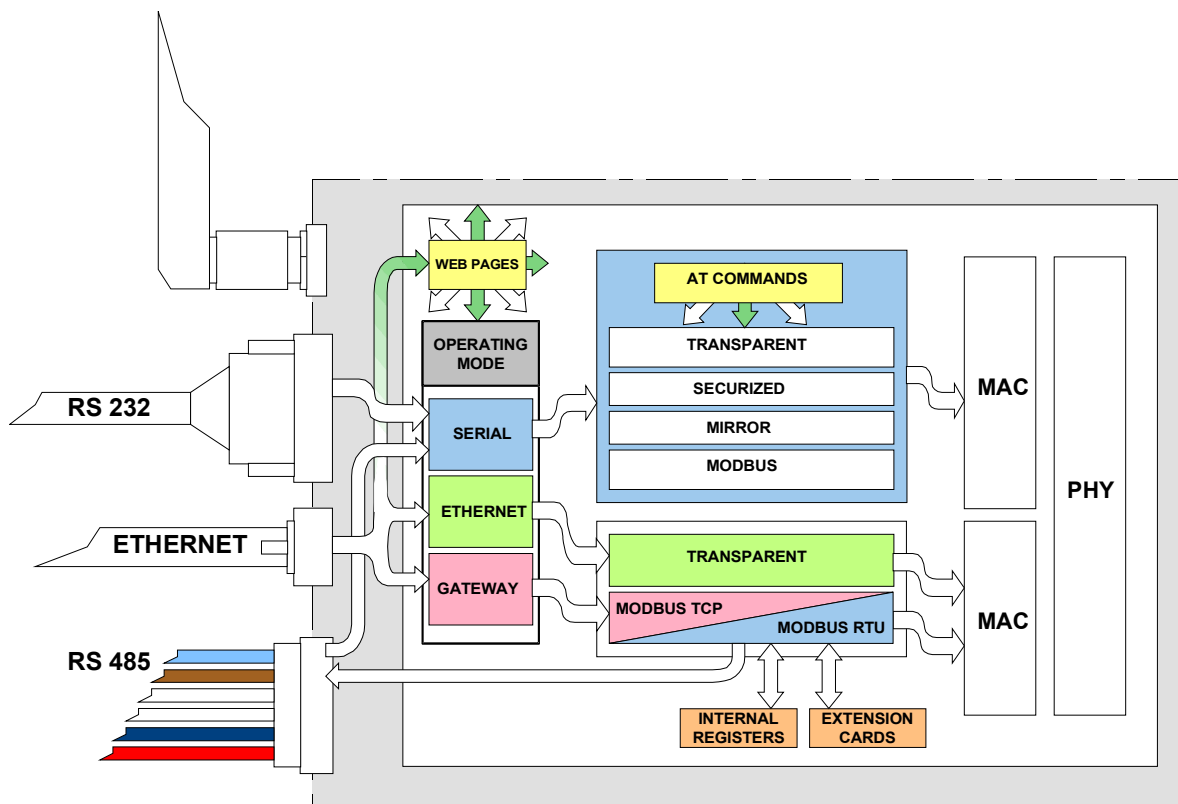 WEB PAGES
AT COMMANDS
OPERATING
MODE
TRANSPARENT
SECURIZED
MIRROR
MODBUS
MAC
PHY
RS 232
SERIAL
ETHERNET
ETHERNET
GATEWAY
TRANSPARENT
MODBUS TCP
MODBUS RTU
MAC
RS 485
INTERNAL
REGISTERS
EXTENSION
CARDS